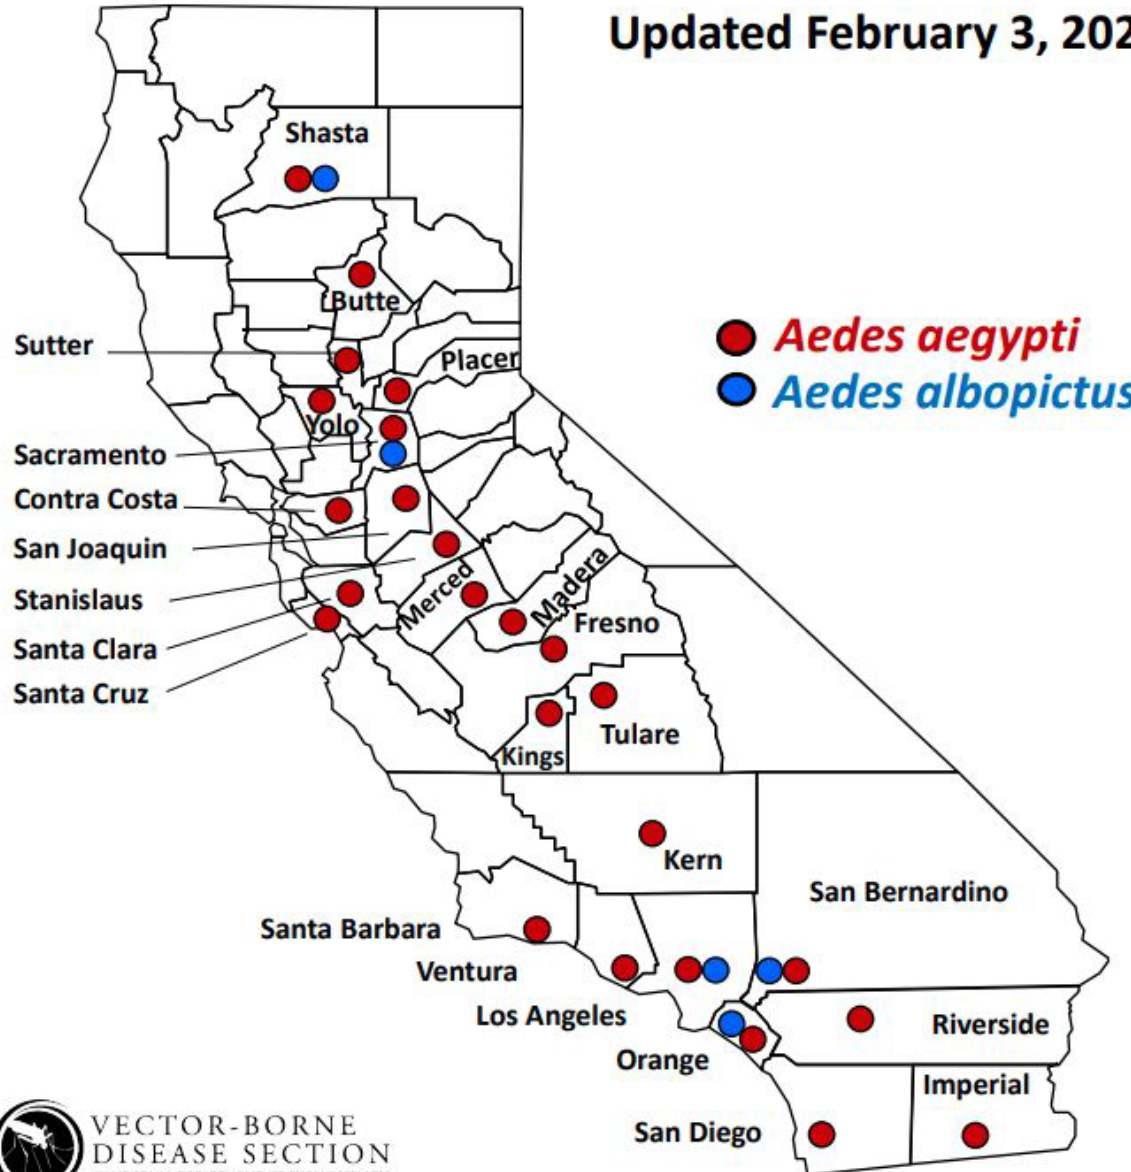 Updated February 3, 202
Shasta
Butte
Sutter
Placer
Yolo
Aedes aegypti
Aedes albopictus
Sacramento
Contra Costa
San Joaquin
Stanislaus
Merced
Madera
Fresno
Santa Clara
Santa Cruz
Tulare
Kings
Kern
San Bernardino
Santa Barbara
Ventura
Los Angeles
Riverside
Orange
Imperial
San Diego
VECTOR-BORNE
DISEASE SECTION